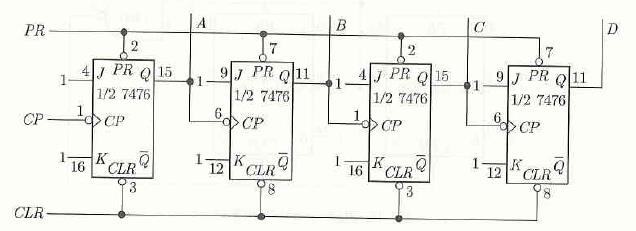 A B C D
PR
2 7 2 7
4 J PR Q 15 9 J PR Q 11 4 J PR Q 15 9 J PR Q 11
1 1 1 1
1/2 7476 1/2 7476 1/2 7476 1/2 7476
CP 1 CP 6 CP 1 CP 6 CP
1 K Q̅ 1 K Q̅ 1 K Q̅ 1 K Q̅
16 CLR 12 CLR 16 CLR 12 CLR
3 8 3 8
CLR